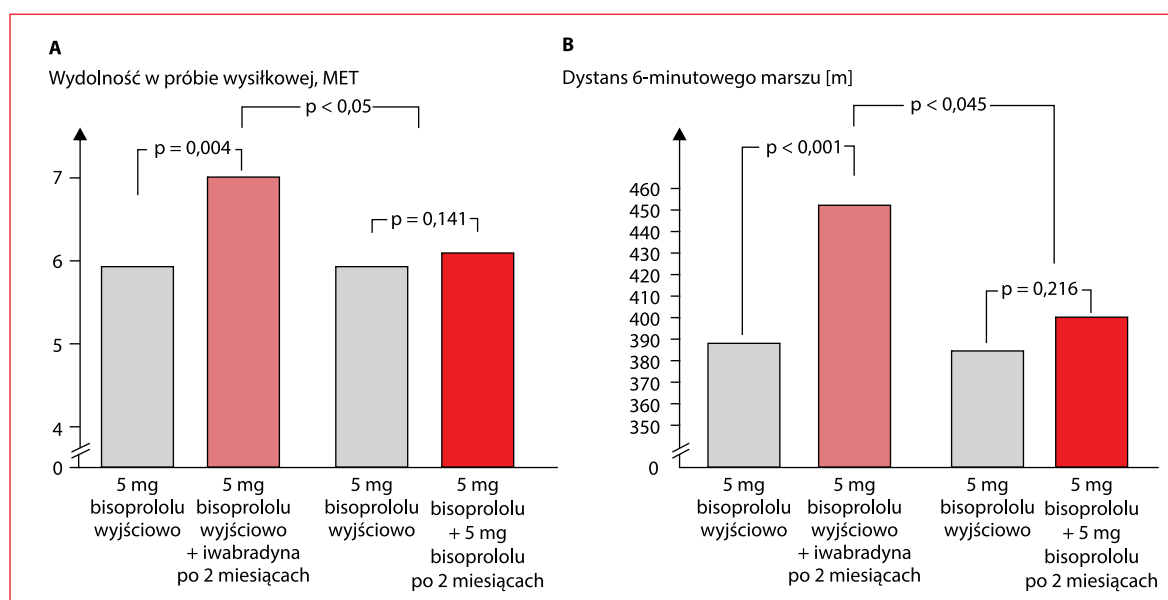 A
Wydolność w próbie wysiłkowej, MET
p < 0,05
p = 0,004
p = 0,141
7
6
5
4
0
5 mg
bisoprololu
wyjściowo
5 mg
bisoprololu
wyjściowo
+ iwabradyna
po 2 miesiącach
5 mg
bisoprololu
wyjściowo
5 mg
bisoprololu
+ 5 mg
bisoprololu
po 2 miesiącach
B
Dystans 6-minutowego marszu [m]
p < 0,045
p < 0,001
p = 0,216
460
450
440
430
420
410
400
390
380
370
360
350
0
5 mg
bisoprololu
wyjściowo
5 mg
bisoprololu
wyjściowo
+ iwabradyna
po 2 miesiącach
5 mg
bisoprololu
wyjściowo
5 mg
bisoprololu
+ 5 mg
bisoprololu
po 2 miesiącach